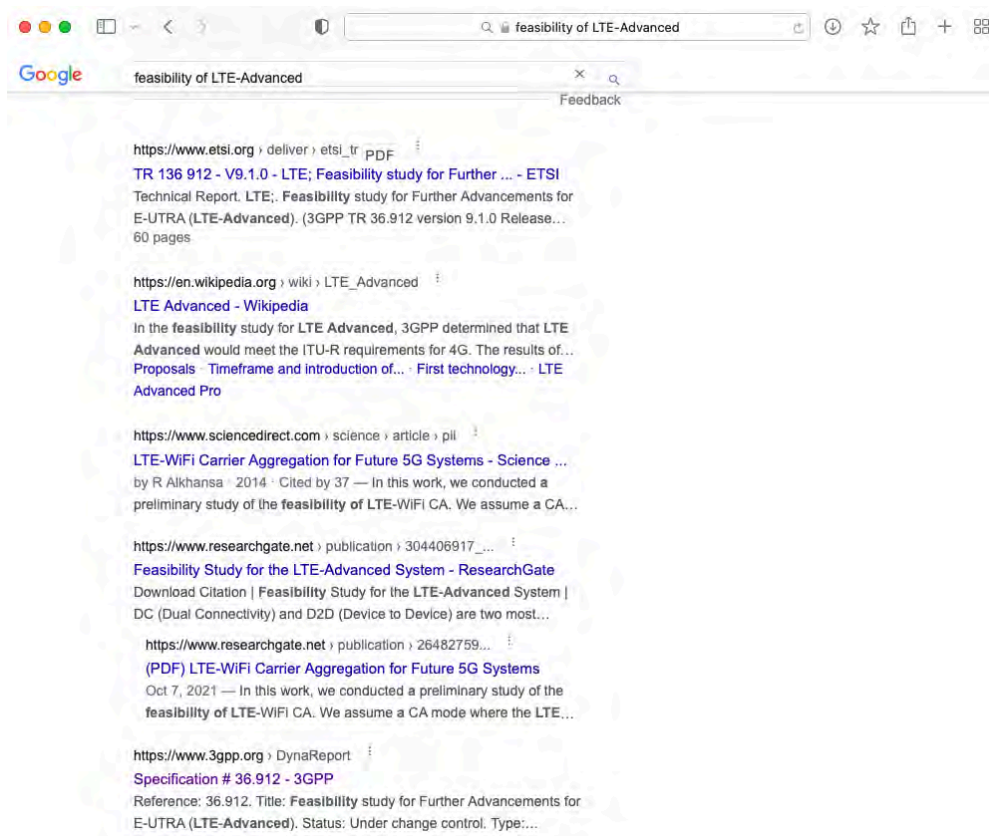 feasibility of LTE-Advanced
Google
feasibility of LTE-Advanced
Feedback
https://www.etsi.org › deliver › etsi_tr PDF
TR 136 912 - V9.1.0 - LTE; Feasibility study for Further ... - ETSI
Technical Report. LTE;. Feasibility study for Further Advancements for
E-UTRA (LTE-Advanced). (3GPP TR 36.912 version 9.1.0 Release...
60 pages
https://en.wikipedia.org › wiki › LTE_Advanced
LTE Advanced - Wikipedia
In the feasibility study for LTE Advanced, 3GPP determined that LTE
Advanced would meet the ITU-R requirements for 4G. The results of...
Proposals · Timeframe and introduction of... · First technology... · LTE
Advanced Pro
https://www.sciencedirect.com › science › article › pii
LTE-WiFi Carrier Aggregation for Future 5G Systems - Science ...
by R Alkhansa · 2014 · Cited by 37 — In this work, we conducted a
preliminary study of the feasibility of LTE-WiFi CA. We assume a CA...
https://www.researchgate.net › publication › 304406917_...
Feasibility Study for the LTE-Advanced System - ResearchGate
Download Citation | Feasibility Study for the LTE-Advanced System |
DC (Dual Connectivity) and D2D (Device to Device) are two most...
https://www.researchgate.net › publication › 26482759...
(PDF) LTE-WiFi Carrier Aggregation for Future 5G Systems
Oct 7, 2021 — In this work, we conducted a preliminary study of the
feasibility of LTE-WiFi CA. We assume a CA mode where the LTE...
https://www.3gpp.org › DynaReport
Specification # 36.912 - 3GPP
Reference: 36.912. Title: Feasibility study for Further Advancements for
E-UTRA (LTE-Advanced). Status: Under change control. Type:...